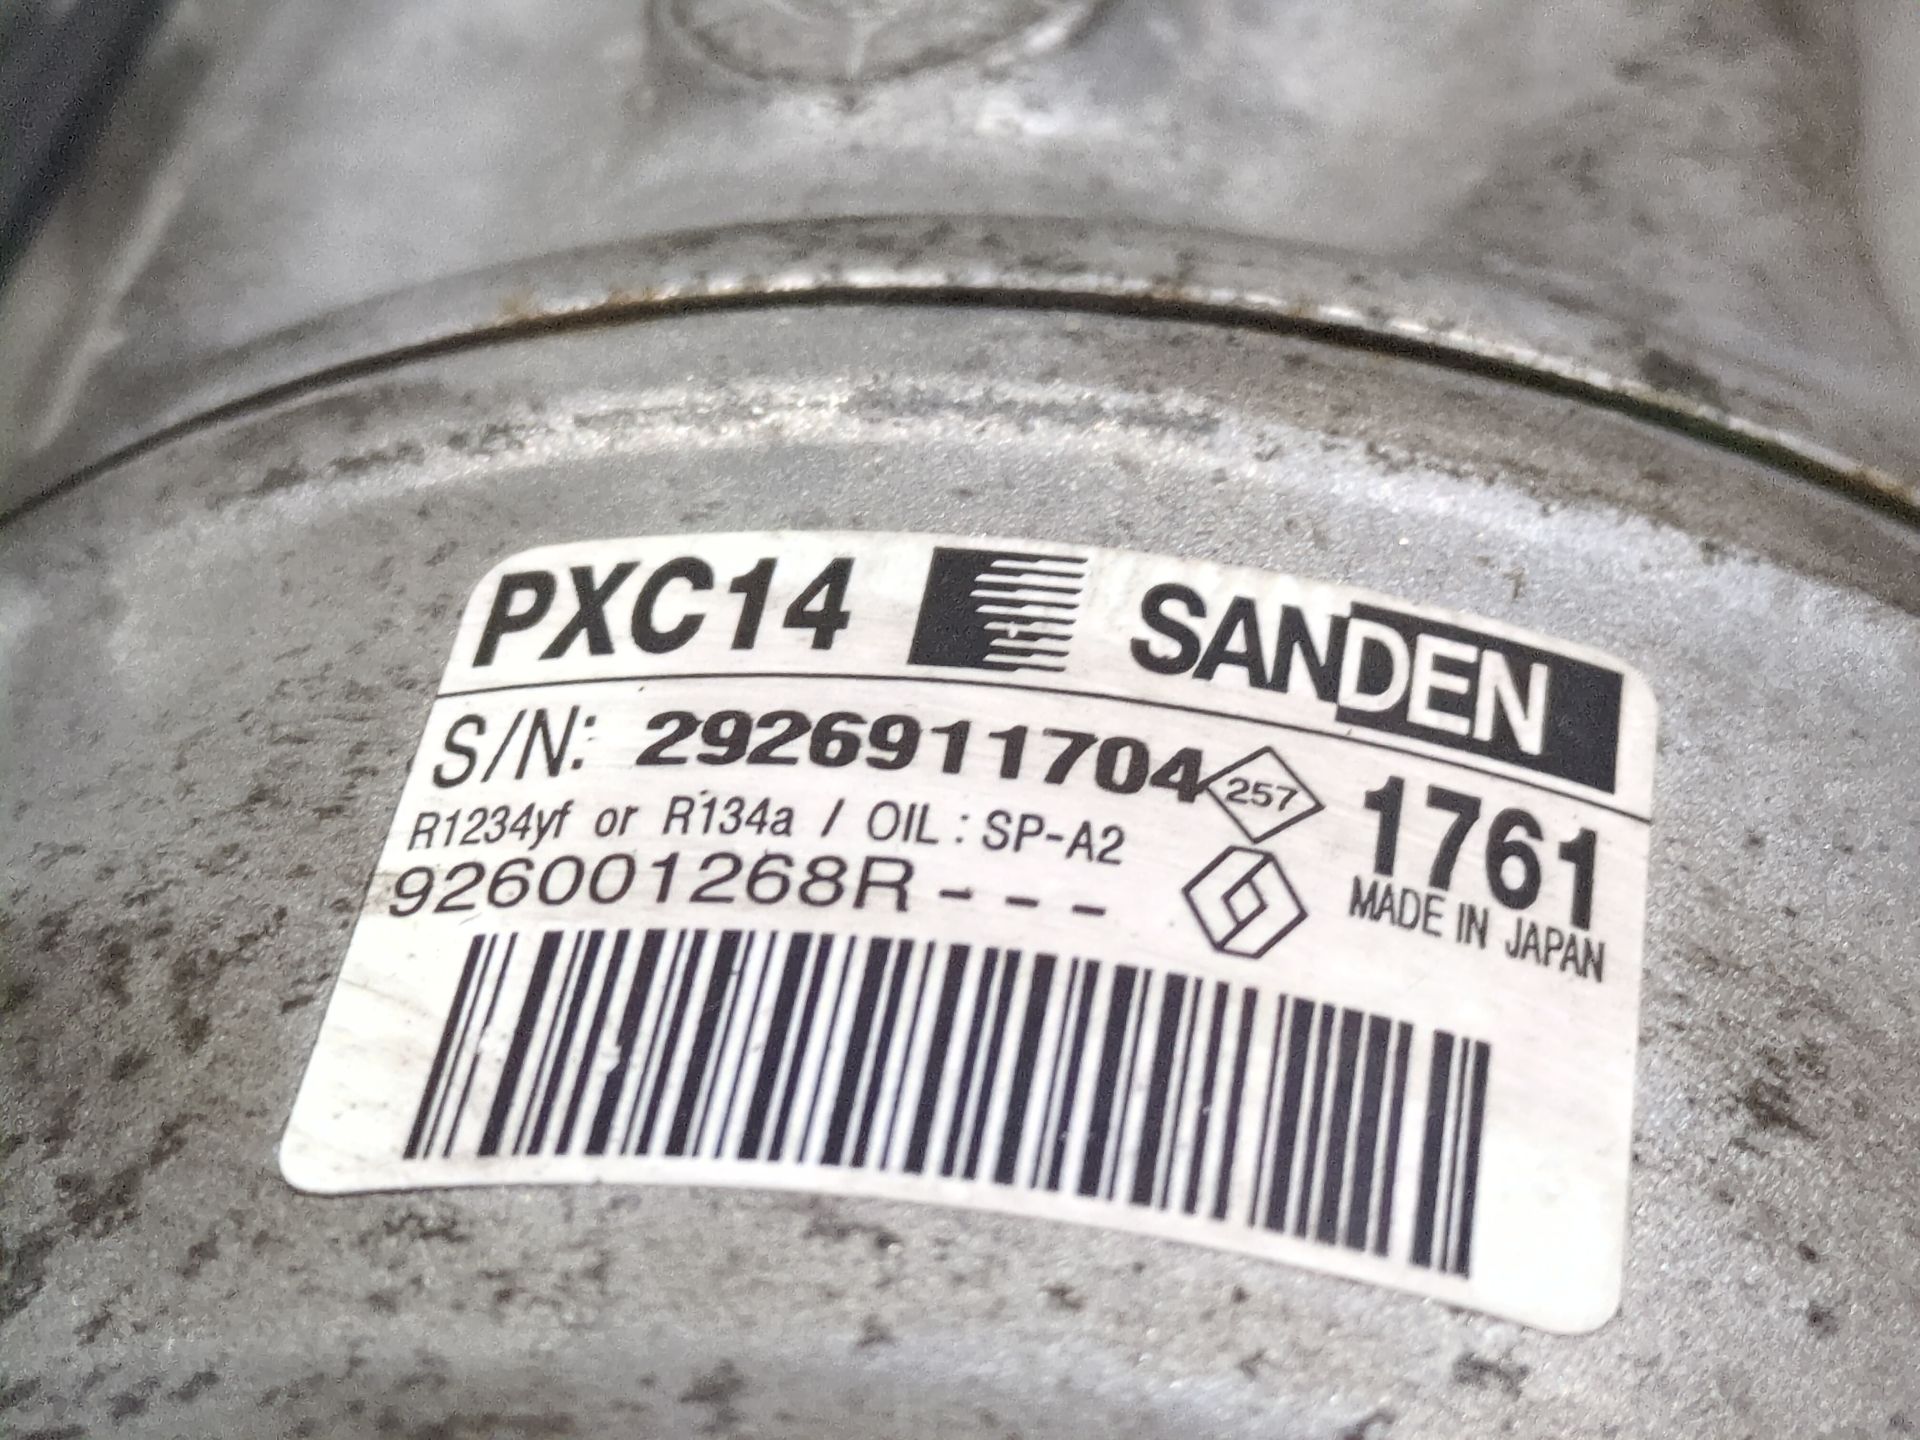 PXC14 SANDEN
S/N: 2926911704 257 1761
R1234yf or R134a / OIL : SP-A2
926001268R - - - MADE IN JAPAN